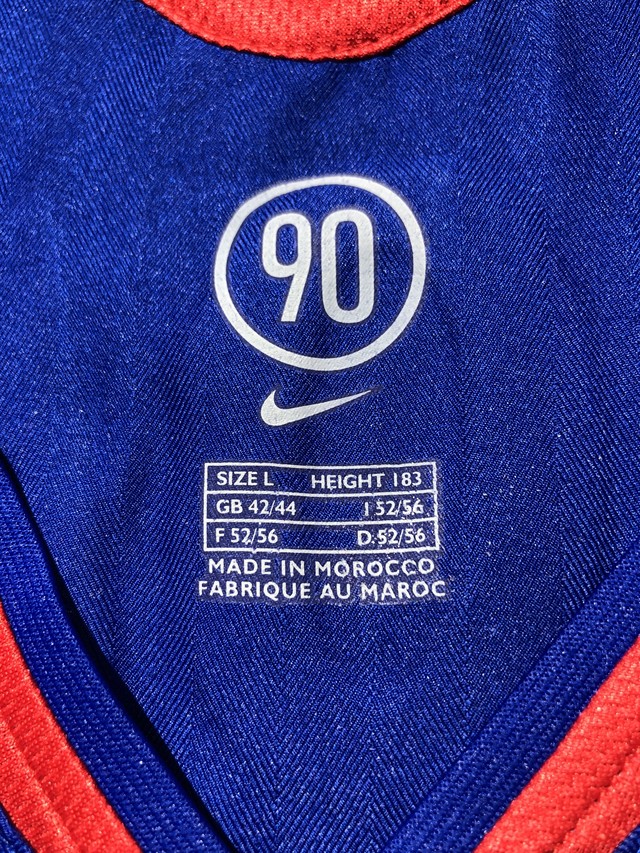 90
SIZE L HEIGHT 183
GB 42/44 I 52/56
F 52/56 D 52/56
MADE IN MOROCCO
FABRIQUE AU MAROC